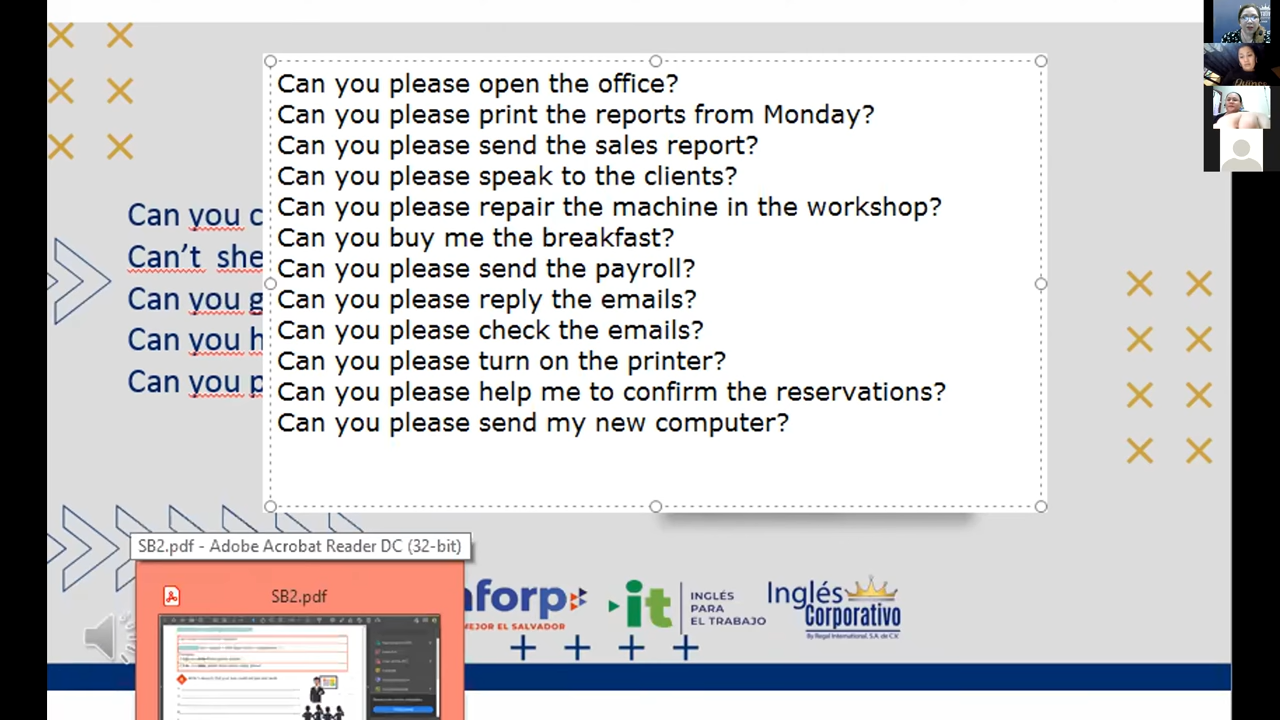 Can you please open the office?
Can you please print the reports from Monday?
Can you please send the sales report?
Can you please speak to the clients?
Can you please repair the machine in the workshop?
Can you buy me the breakfast?
Can you please send the payroll?
Can you please reply the emails?
Can you please check the emails?
Can you please turn on the printer?
Can you please help me to confirm the reservations?
Can you please send my new computer?
Can you c
Can't she
Can you g
Can you h
Can you p
SB2.pdf - Adobe Acrobat Reader DC (32-bit)
SB2.pdf
aforp
MEJOR EL SALVADOR
it
INGLÉS
PARA
EL TRABAJO
Inglés
Corporativo
By Regal International, S.A. de C.V.